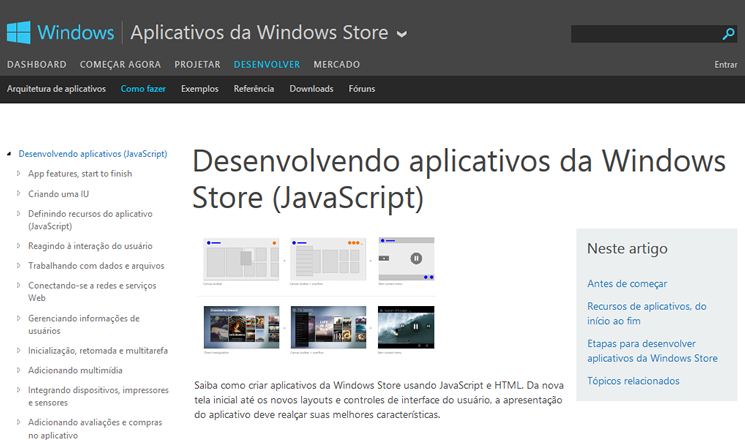 Windows Aplicativos da Windows Store
DASHBOARD COMEÇAR AGORA PROJETAR DESENVOLVER MERCADO Entrar
Arquitetura de aplicativos Como fazer Exemplos Referência Downloads Fóruns
Desenvolvendo aplicativos (JavaScript)
App features, start to finish
Criando uma IU
Definindo recursos do aplicativo
(JavaScript)
Reagindo à interação do usuário
Trabalhando com dados e arquivos
Conectando-se a redes e serviços
Web
Gerenciando informações de
usuários
Inicialização, retomada e multitarefa
Adicionando multimídia
Integrando dispositivos, impressores
e sensores
Adicionando avaliações e compras
no aplicativo
Desenvolvendo aplicativos da Windows
Store (JavaScript)
Saiba como criar aplicativos da Windows Store usando JavaScript e HTML. Da nova
tela inicial até os novos layouts e controles de interface do usuário, a apresentação
do aplicativo deve realçar suas melhores características.
Neste artigo
Antes de começar
Recursos de aplicativos, do
início ao fim
Etapas para desenvolver
aplicativos da Windows Store
Tópicos relacionados